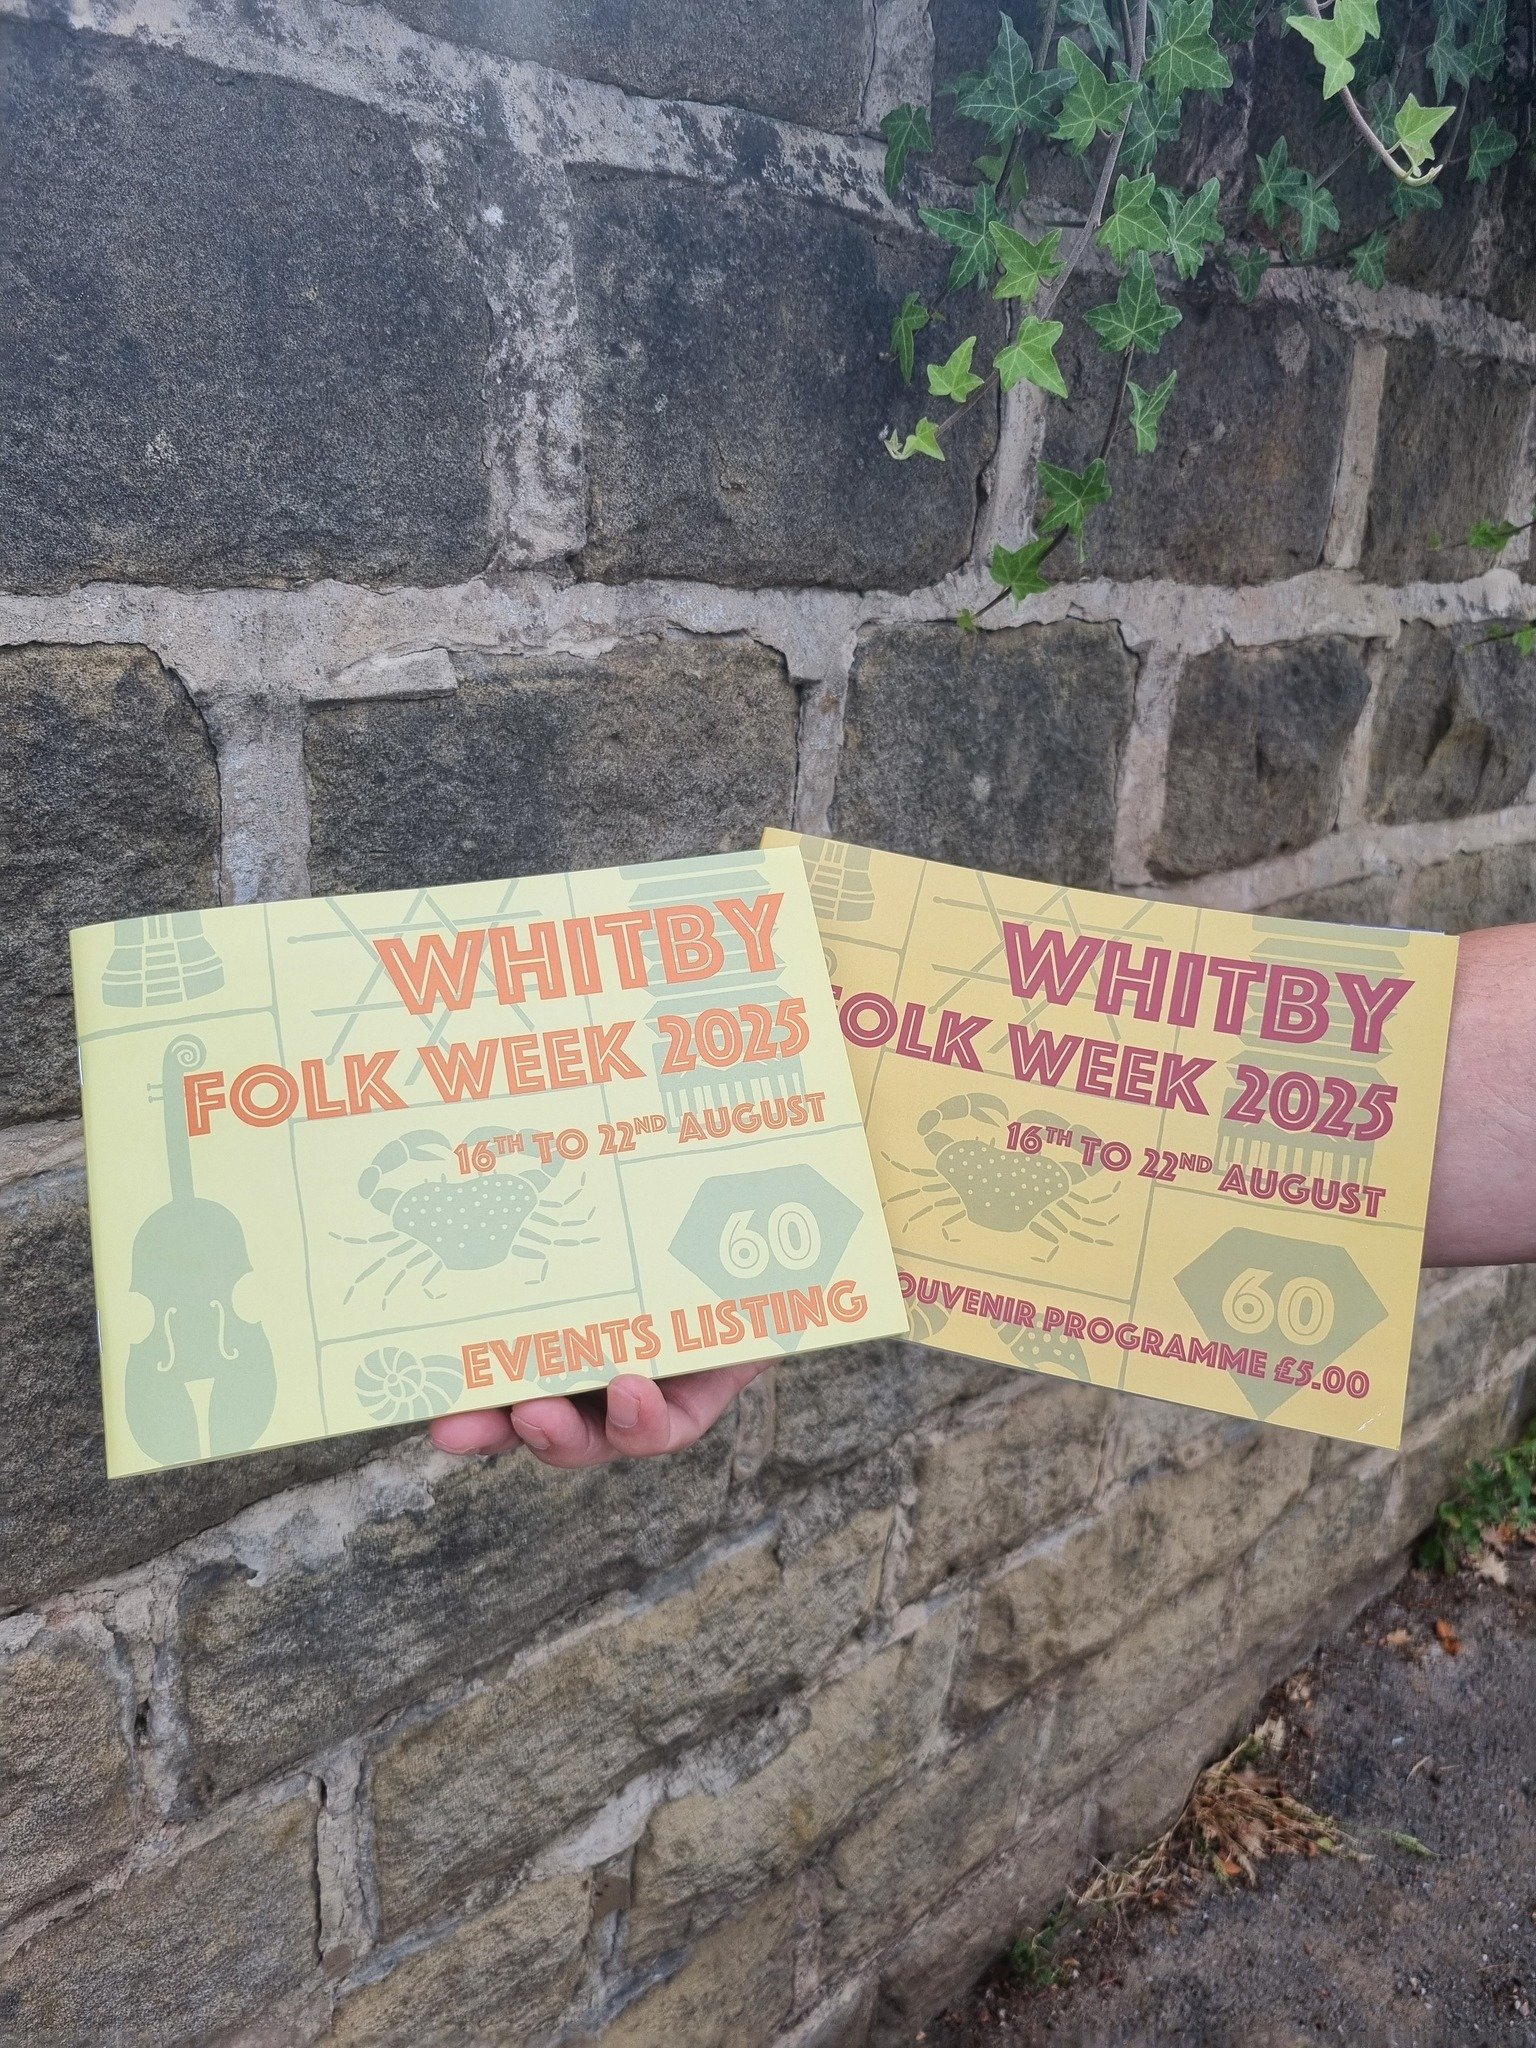 WHITBY
FOLK WEEK 2025
16TH TO 22ND AUGUST
60
EVENTS LISTING
WHITBY
FOLK WEEK 2025
16TH TO 22ND AUGUST
60
OUVENIR PROGRAMME £5.00